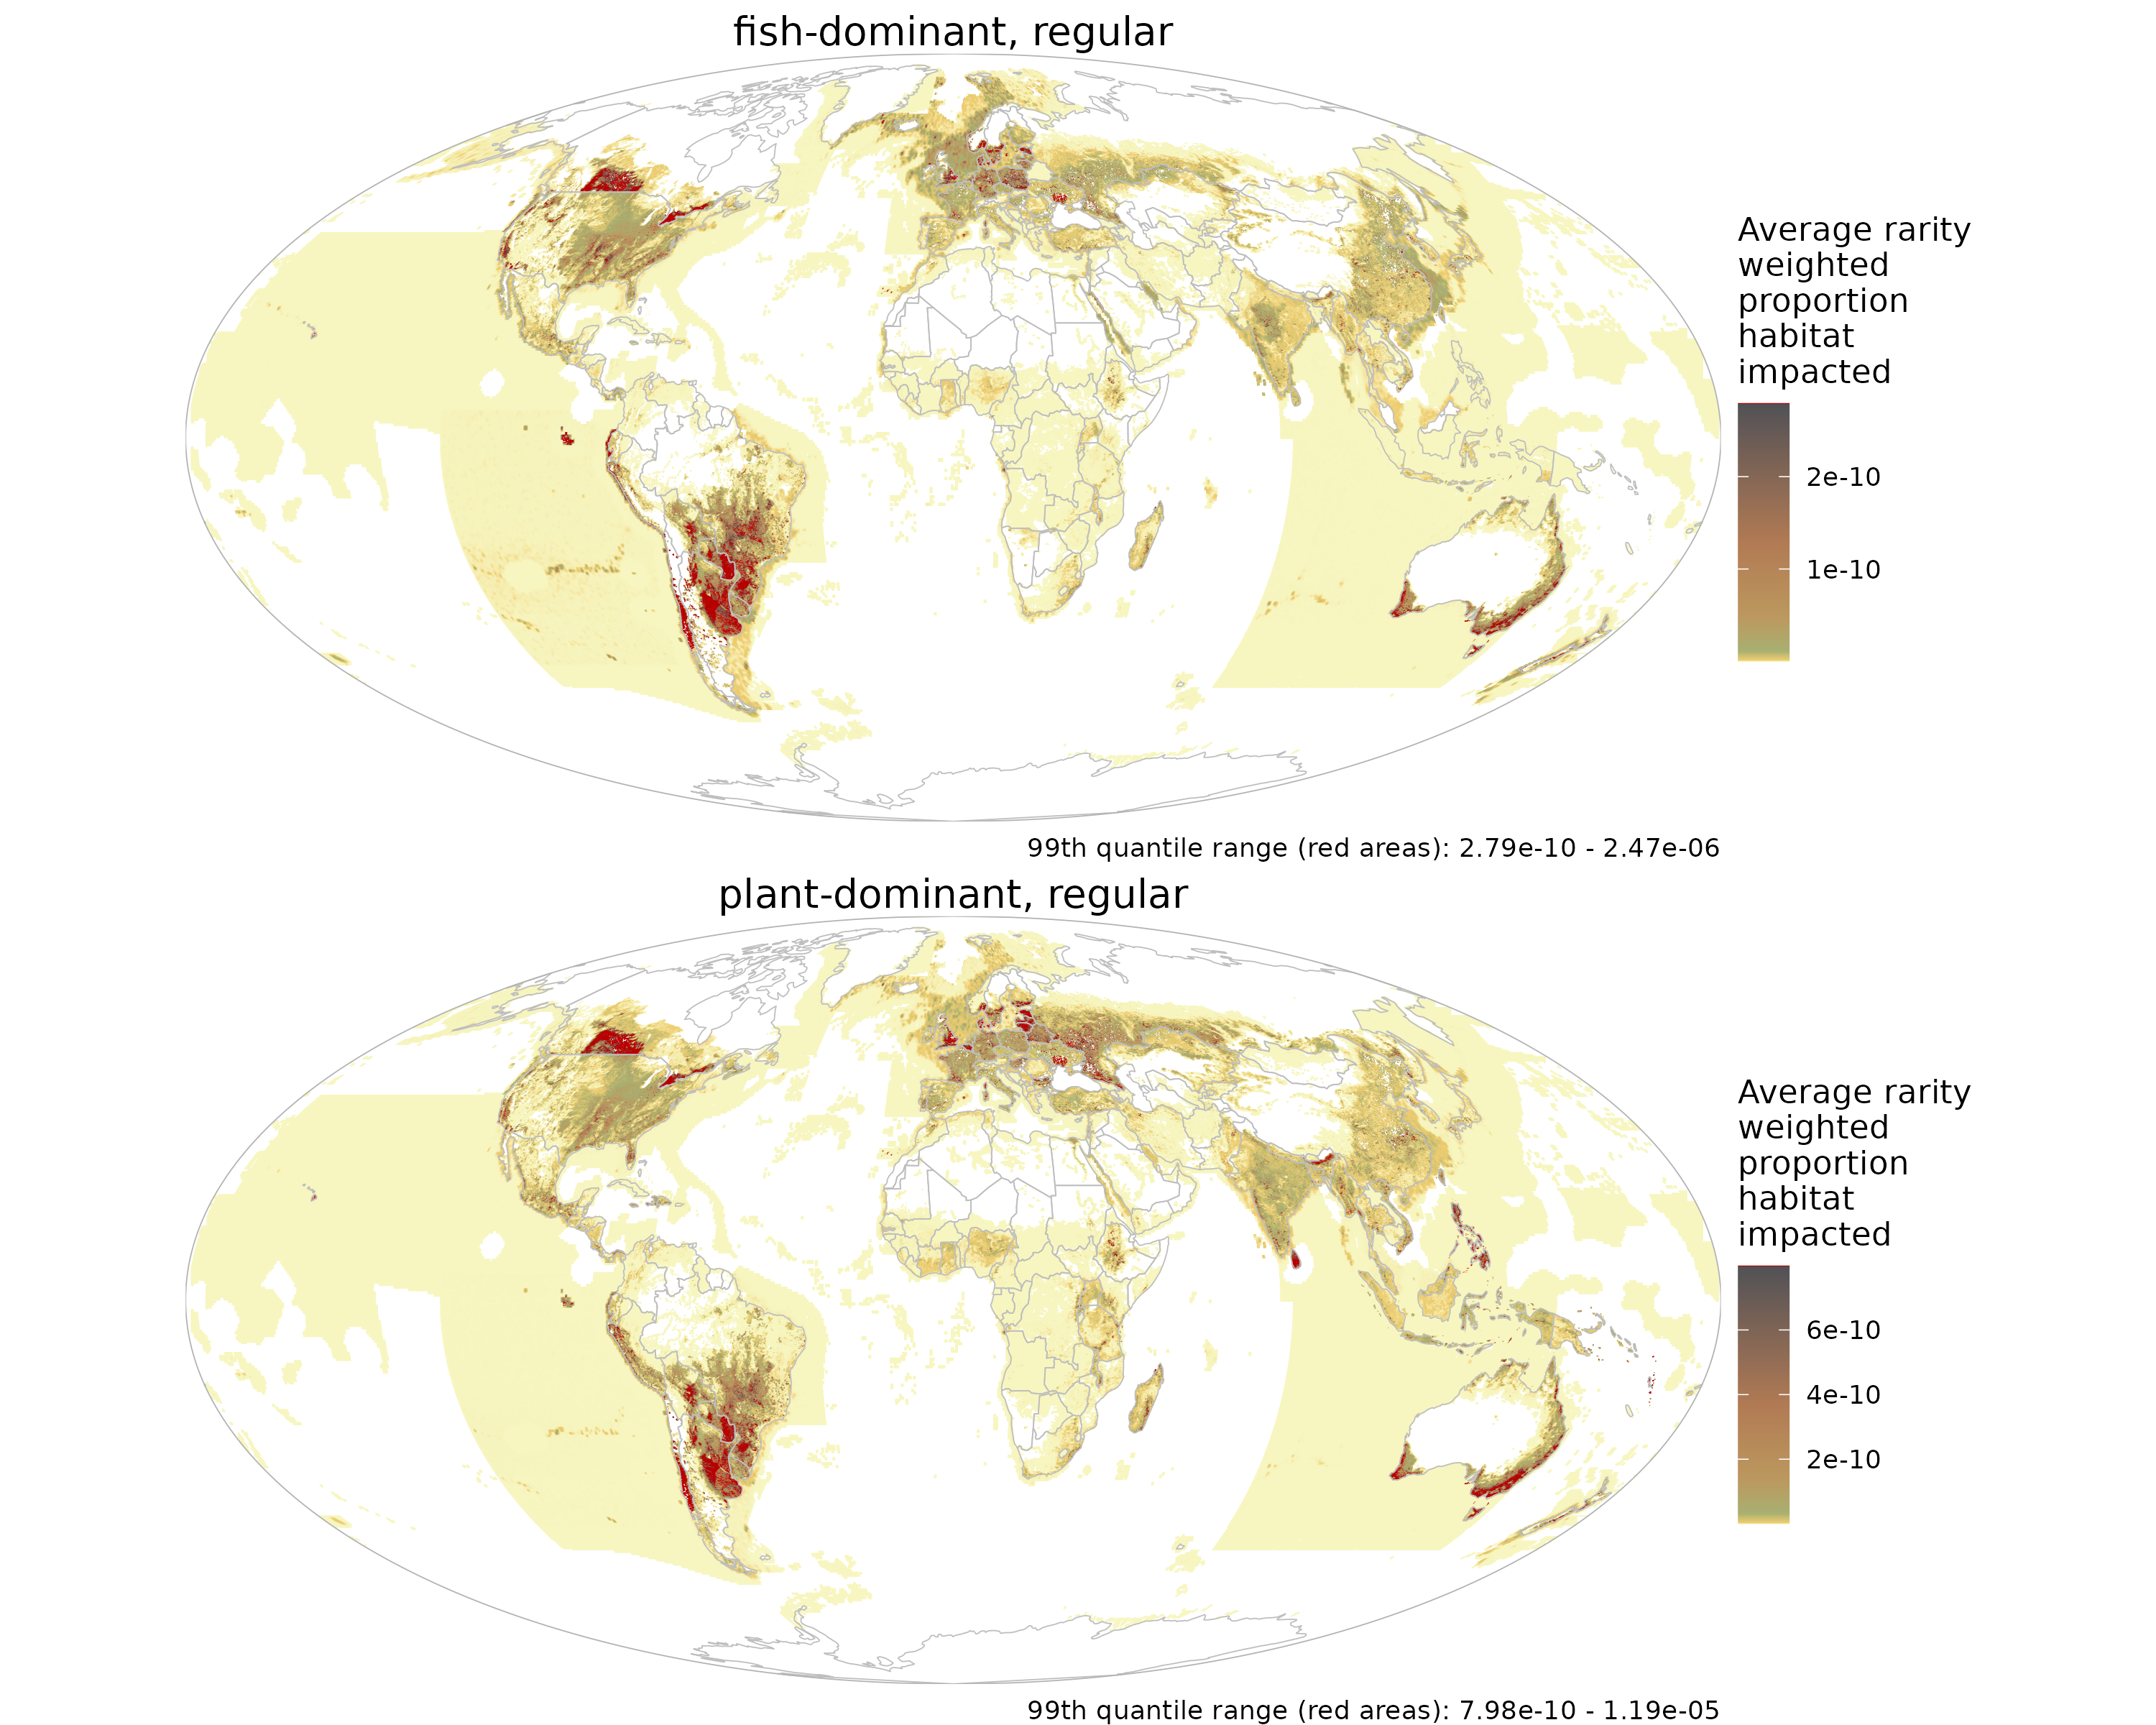 fish-dominant, regular
Average rarity
weighted
proportion
habitat
impacted
2e-10
1e-10
99th quantile range (red areas): 2.79e-10 - 2.47e-06
plant-dominant, regular
Average rarity
weighted
proportion
habitat
impacted
6e-10
4e-10
2e-10
99th quantile range (red areas): 7.98e-10 - 1.19e-05